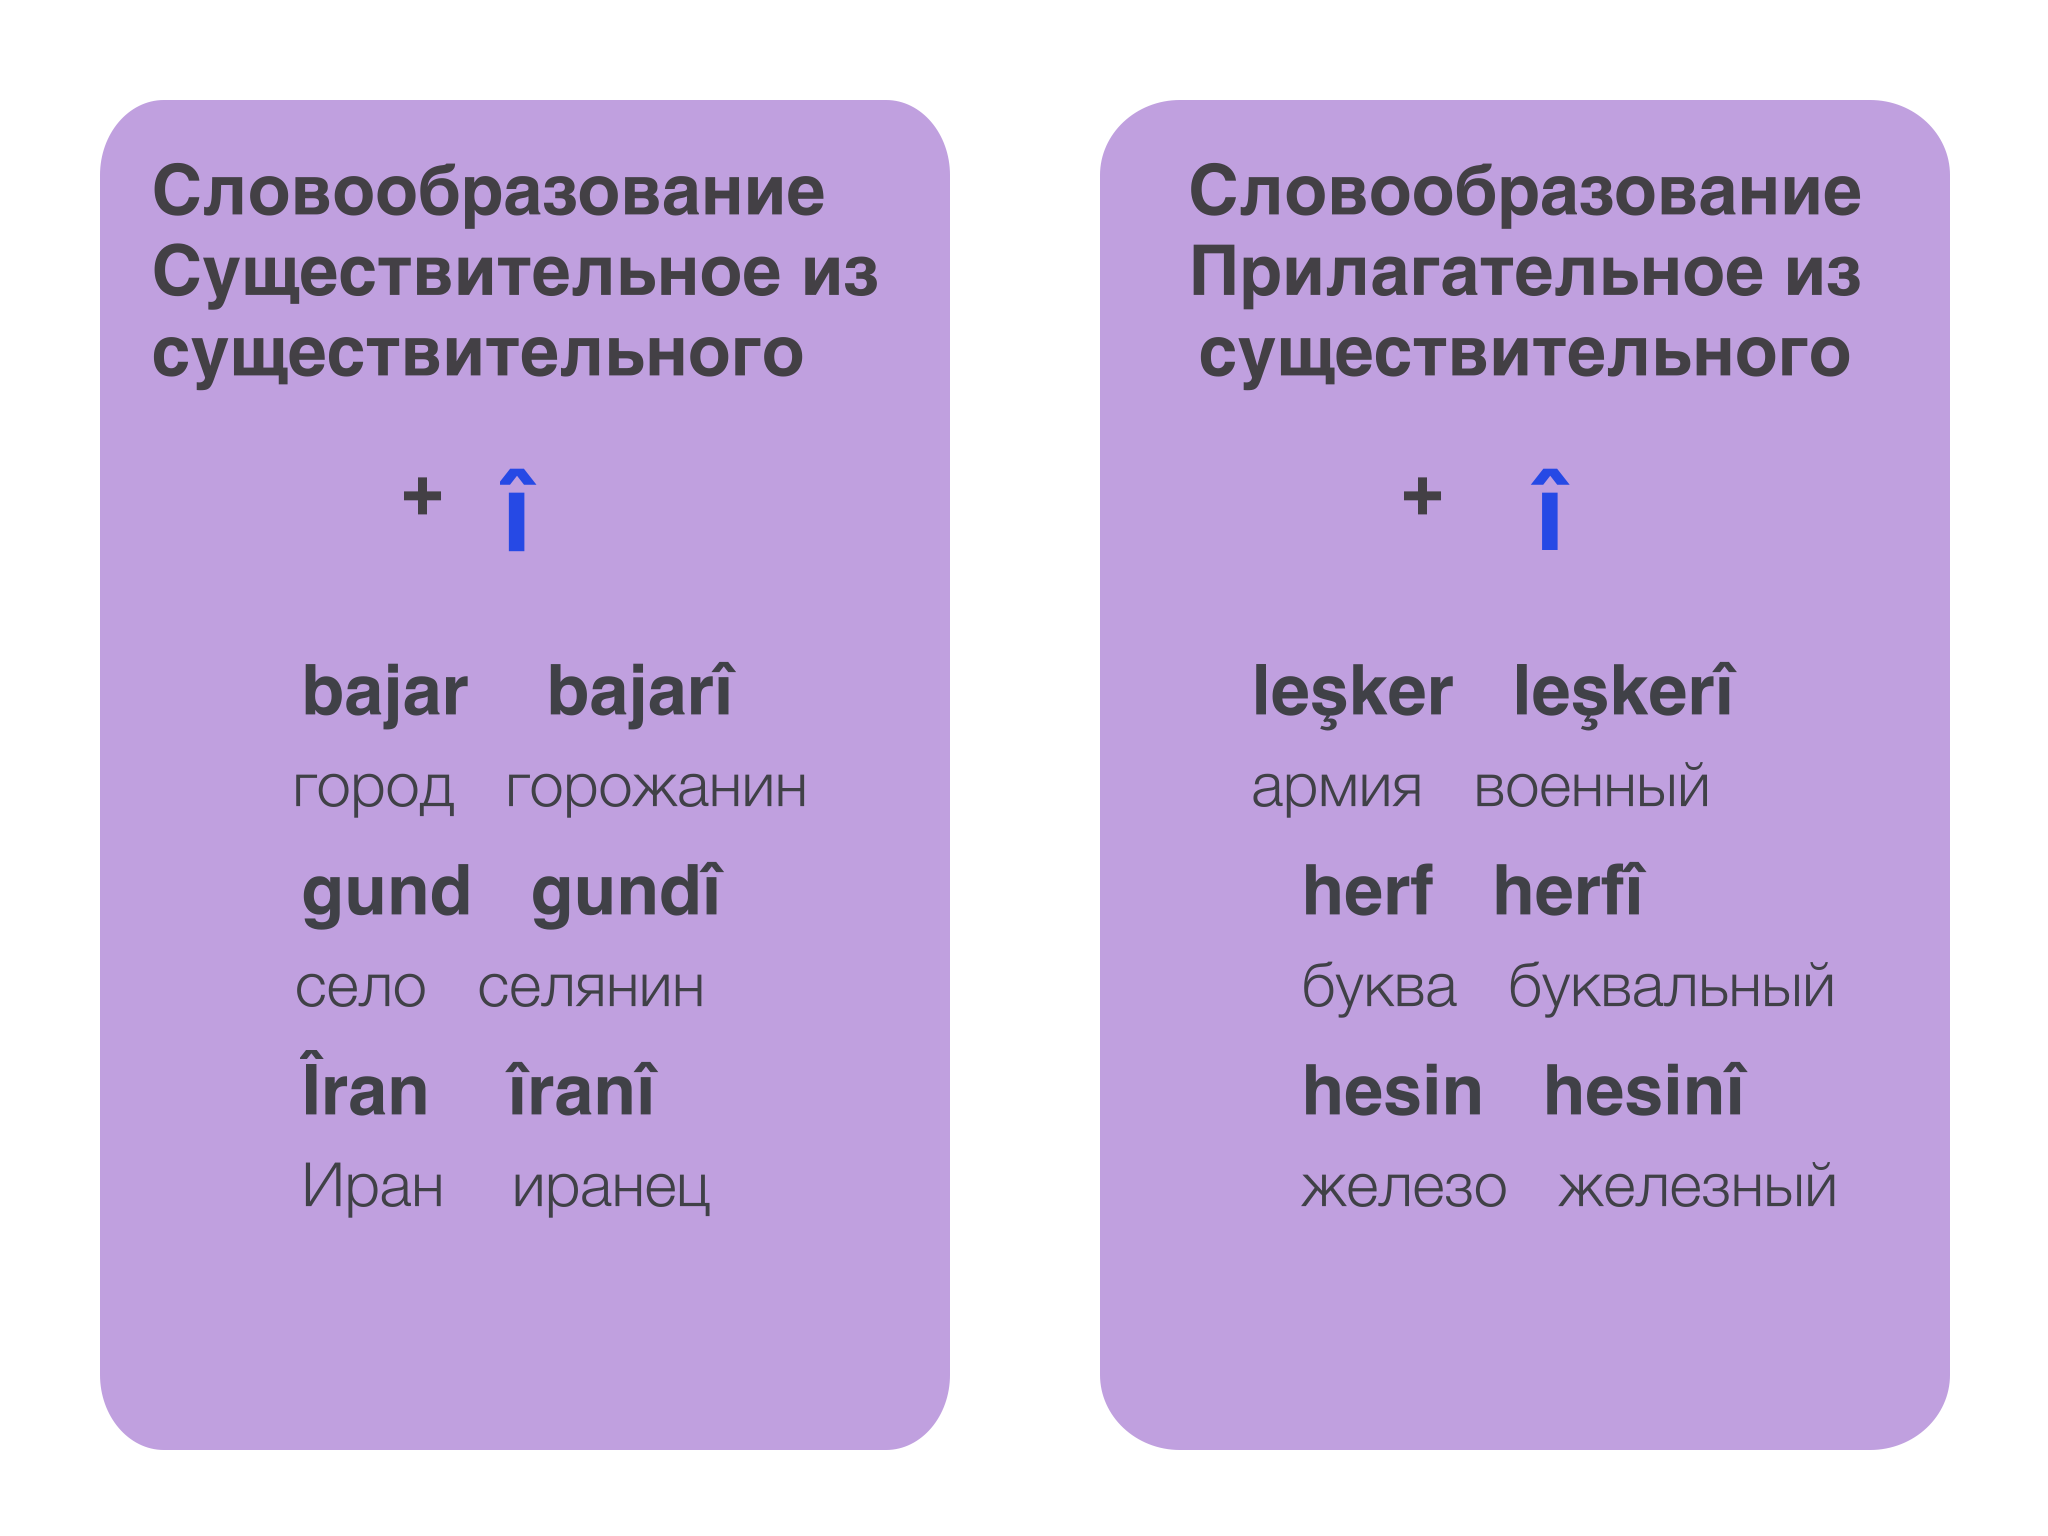 Словообразование
Существительное из
существительного
+ î
bajar bajarî
город горожанин
gund gundî
село селянин
Îran îranî
Иран иранец
Словообразование
Прилагательное из
существительного
+ î
leşker leşkerî
армия военный
herf herfî
буква буквальный
hesin hesinî
железо железный